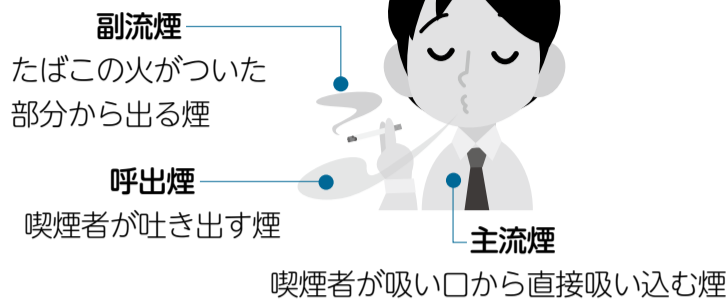 副流煙
たばこの火がついた
部分から出る煙
呼出煙
喫煙者が吐き出す煙
主流煙
喫煙者が吸い口から直接吸い込む煙